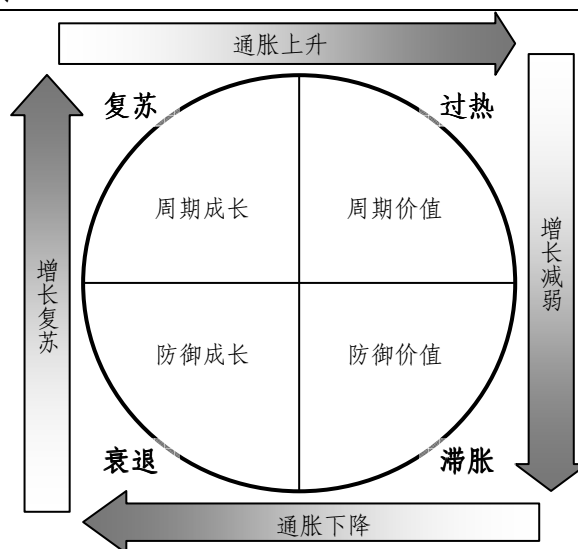 通胀上升
复苏
过热
周期成长
周期价值
增长复苏
增长减弱
防御成长
防御价值
衰退
滞胀
通胀下降